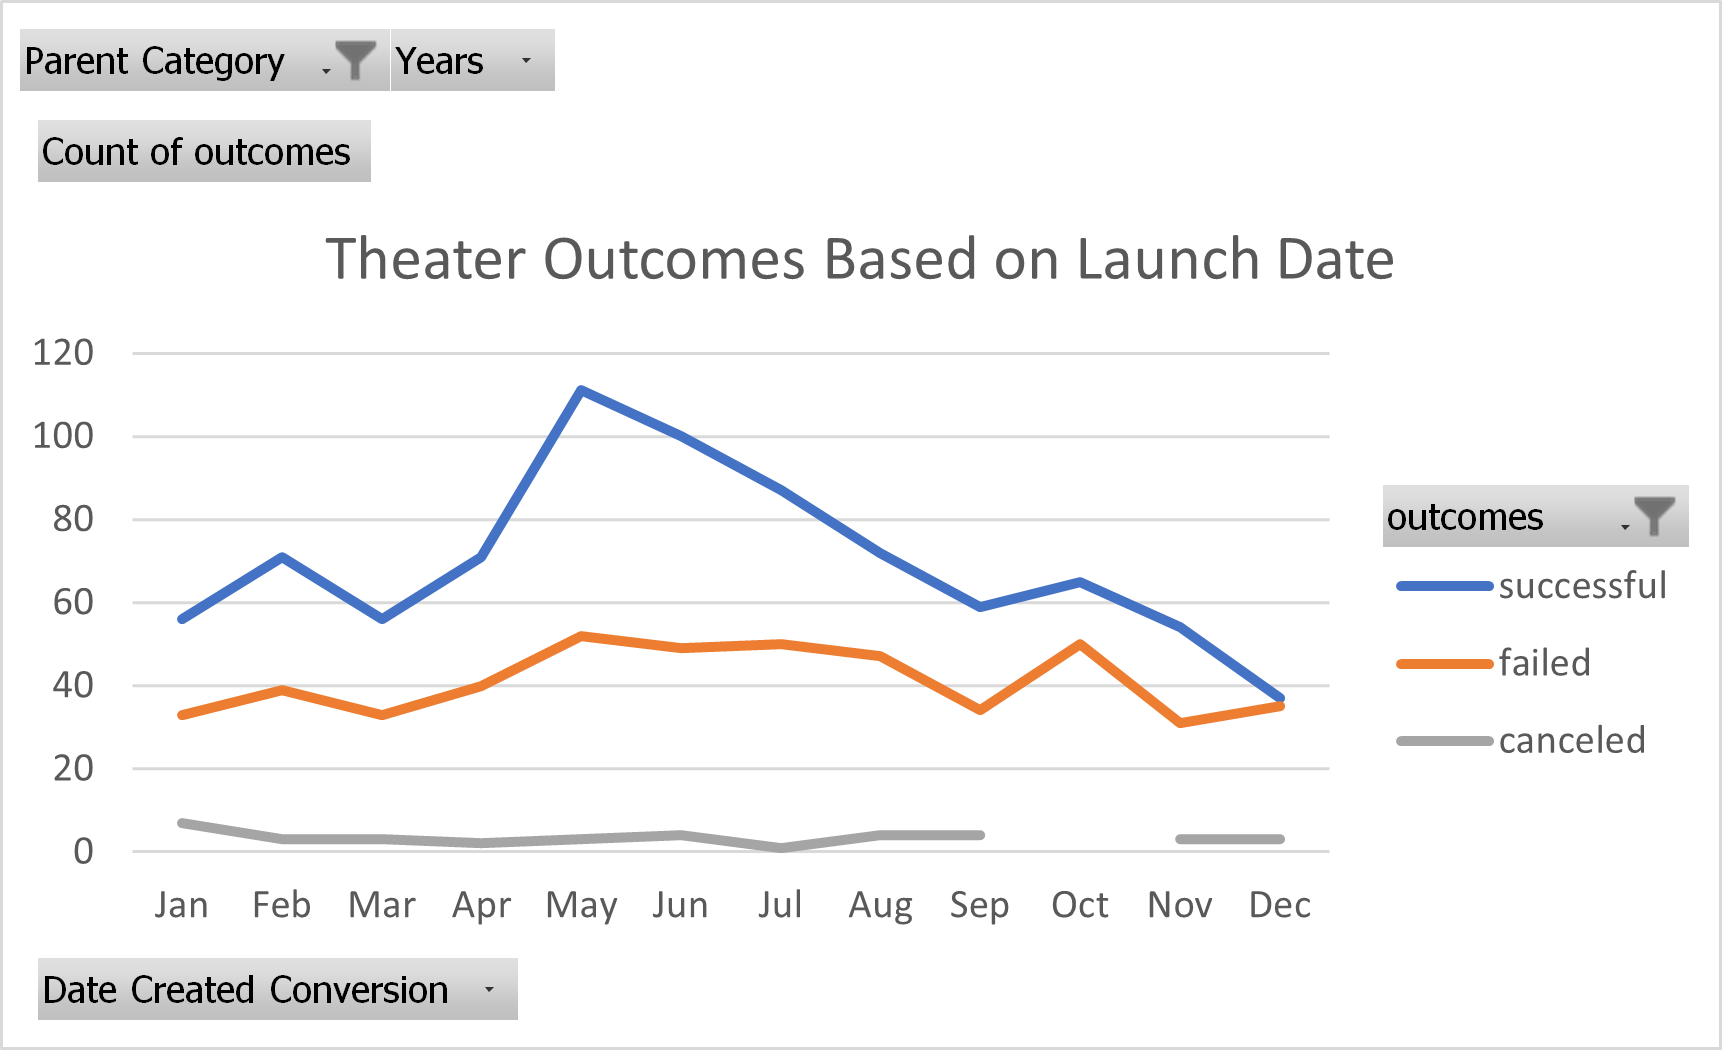 Parent Category Years
Count of outcomes
Theater Outcomes Based on Launch Date
120
100
80
60
40
20
0
Jan Feb Mar Apr May Jun Jul Aug Sep Oct Nov Dec
outcomes
successful
failed
canceled
Date Created Conversion